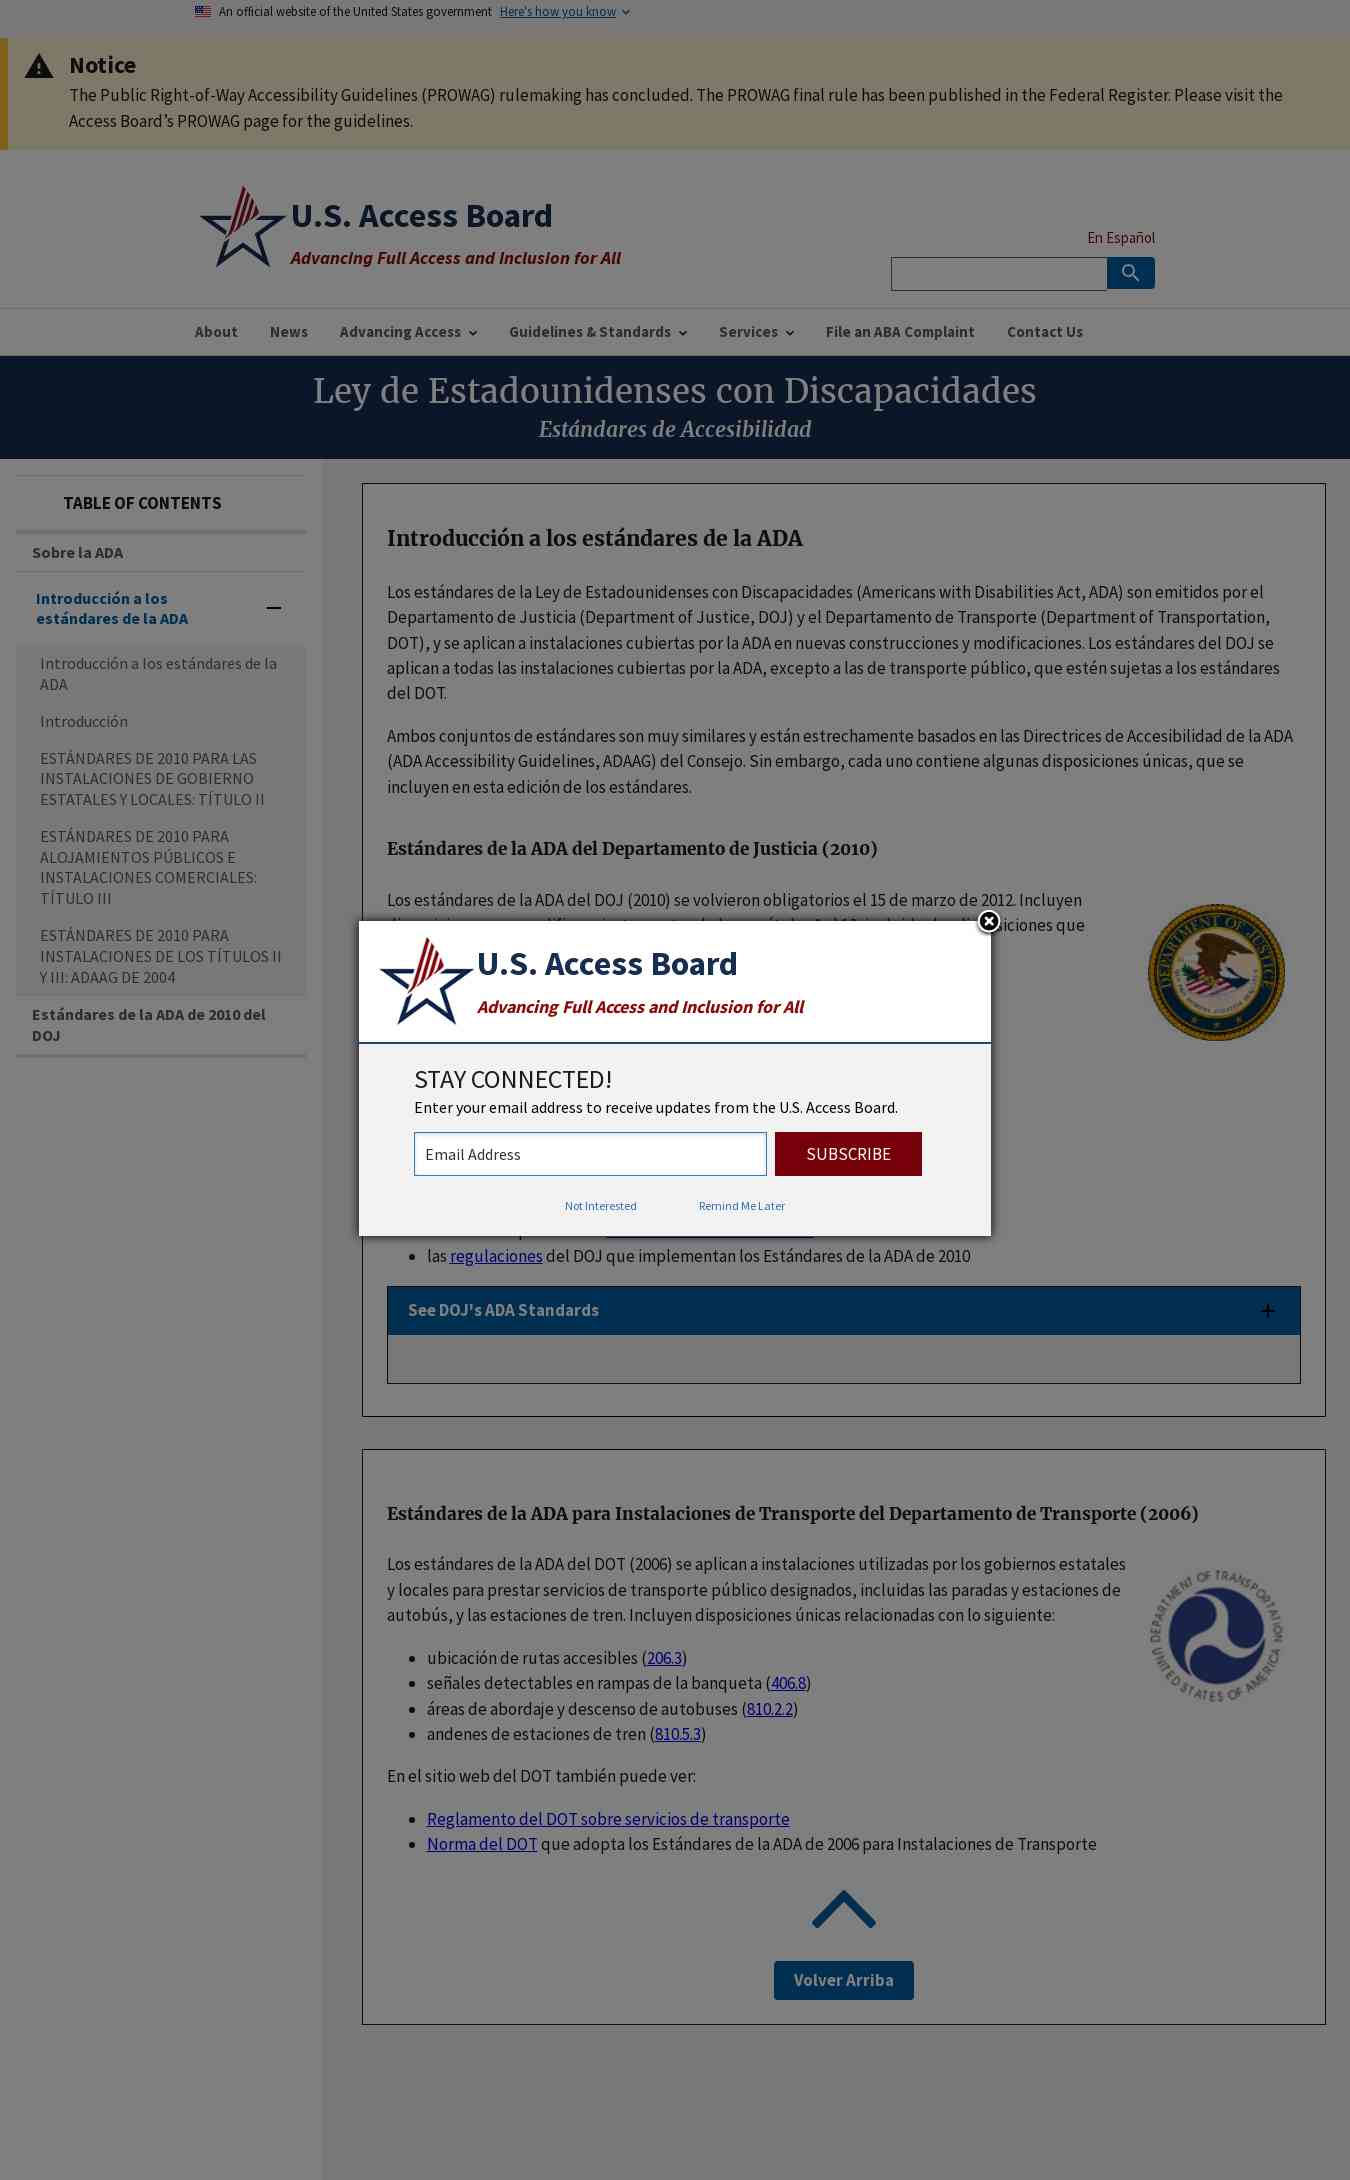 An official website of the United States government Here's how you know
Notice
The Public Right-of-Way Accessibility Guidelines (PROWAG) rulemaking has concluded. The PROWAG final rule has been published in the Federal Register. Please visit the
Access Board’s PROWAG page for the guidelines.
U.S. Access Board
Advancing Full Access and Inclusion for All
En Español
About News Advancing Access Guidelines & Standards Services File an ABA Complaint Contact Us
Ley de Estadounidenses con Discapacidades
Estándares de Accesibilidad
TABLE OF CONTENTS
Sobre la ADA
Introducción a los
estándares de la ADA
Introducción a los estándares de la
ADA
Introducción
ESTÁNDARES DE 2010 PARA LAS
INSTALACIONES DE GOBIERNO
ESTATALES Y LOCALES: TÍTULO II
ESTÁNDARES DE 2010 PARA
ALOJAMIENTOS PÚBLICOS E
INSTALACIONES COMERCIALES:
TÍTULO III
ESTÁNDARES DE 2010 PARA
INSTALACIONES DE LOS TÍTULOS II
Y III: ADAAG DE 2004
Estándares de la ADA de 2010 del
DOJ
Introducción a los estándares de la ADA
Los estándares de la Ley de Estadounidenses con Discapacidades (Americans with Disabilities Act, ADA) son emitidos por el
Departamento de Justicia (Department of Justice, DOJ) y el Departamento de Transporte (Department of Transportation,
DOT), y se aplican a instalaciones cubiertas por la ADA en nuevas construcciones y modificaciones. Los estándares del DOJ se
aplican a todas las instalaciones cubiertas por la ADA, excepto a las de transporte público, que estén sujetas a los estándares
del DOT.
Ambos conjuntos de estándares son muy similares y están estrechamente basados en las Directrices de Accesibilidad de la ADA
(ADA Accessibility Guidelines, ADAAG) del Consejo. Sin embargo, cada uno contiene algunas disposiciones únicas, que se
incluyen en esta edición de los estándares.
Estándares de la ADA del Departamento de Justicia (2010)
Los estándares de la ADA del DOJ (2010) se volvieron obligatorios el 15 de marzo de 2012. Incluyen
que
DEPARTMENT OF JUSTICE
U.S. Access Board
Advancing Full Access and Inclusion for All
STAY CONNECTED!
Enter your email address to receive updates from the U.S. Access Board.
Email Address SUBSCRIBE
Not Interested Remind Me Later
las regulaciones del DOJ que implementan los Estándares de la ADA de 2010
See DOJ's ADA Standards
Estándares de la ADA para Instalaciones de Transporte del Departamento de Transporte (2006)
Los estándares de la ADA del DOT (2006) se aplican a instalaciones utilizadas por los gobiernos estatales
y locales para prestar servicios de transporte público designados, incluidas las paradas y estaciones de
autobús, y las estaciones de tren. Incluyen disposiciones únicas relacionadas con lo siguiente:
DEPARTMENT OF TRANSPORTATION
UNITED STATES OF AMERICA
ubicación de rutas accesibles (206.3)
señales detectables en rampas de la banqueta (406.8)
áreas de abordaje y descenso de autobuses (810.2.2)
andenes de estaciones de tren (810.5.3)
En el sitio web del DOT también puede ver:
Reglamento del DOT sobre servicios de transporte
Norma del DOT que adopta los Estándares de la ADA de 2006 para Instalaciones de Transporte
Volver Arriba